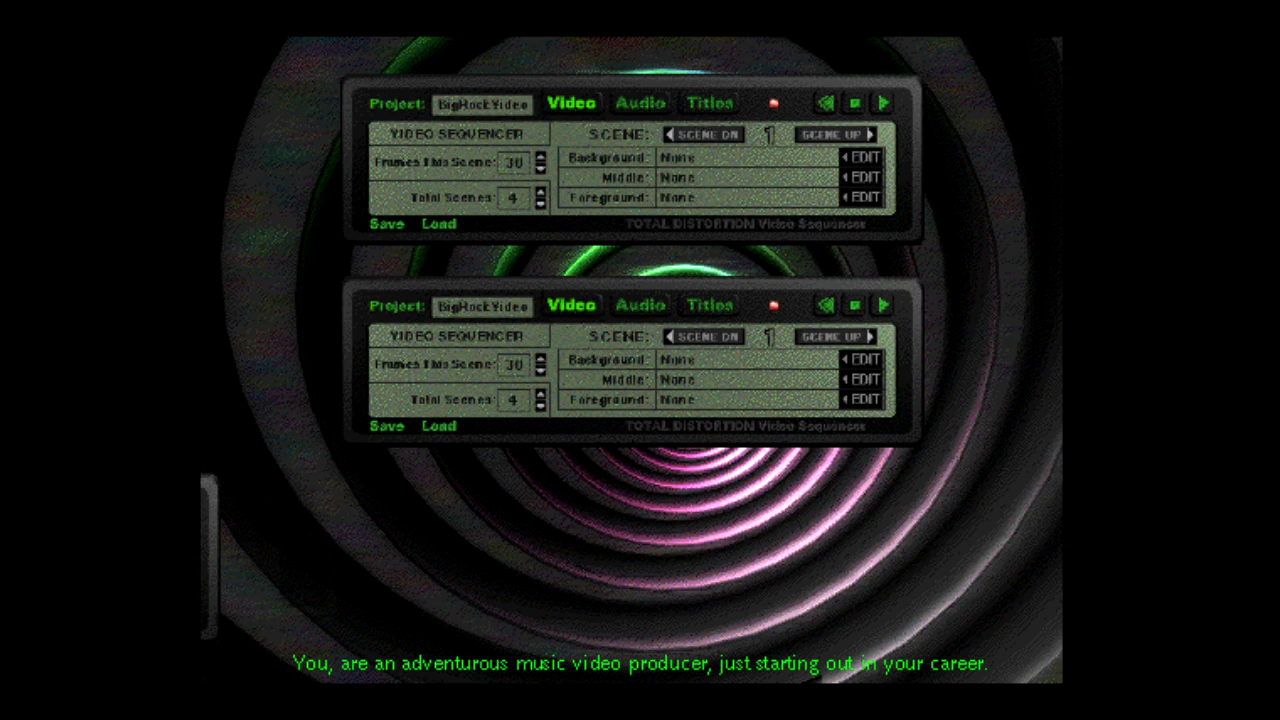 Project: BigRockVideo Video Audio Titles
VIDEO SEQUENCER SCENE: SCENE DN 1 SCENE UP
Frames This Scene: 30 Background: None EDIT
Middle: None EDIT
Total Scenes: 4 Foreground: None EDIT
Save Load TOTAL DISTORTION Video Sequencer
Project: BigRockVideo Video Audio Titles
VIDEO SEQUENCER SCENE: SCENE DN 1 SCENE UP
Frames This Scene: 30 Background: None EDIT
Middle: None EDIT
Total Scenes: 4 Foreground: None EDIT
Save Load TOTAL DISTORTION Video Sequencer
You, are an adventurous music video producer, just starting out in your career.